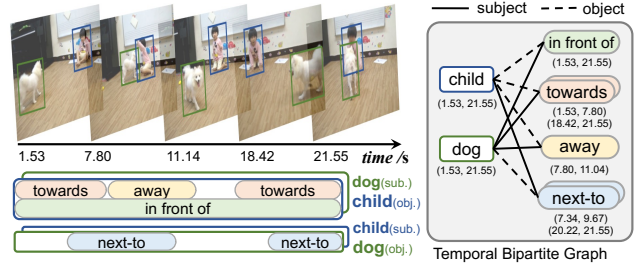 subject
object
child
(1.53, 21.55)
dog
(1.53, 21.55)
in front of
(1.53, 21.55)
towards
(1.53, 7.80)
(18.42, 21.55)
away
(7.80, 11.04)
next-to
(7.34, 9.67)
(20.22, 21.55)
Temporal Bipartite Graph
1.53 7.80 11.14 18.42 21.55 time /s
towards away towards
in front of
dog(sub.)
child(obj.)
next-to next-to
child(sub.)
dog(obj.)